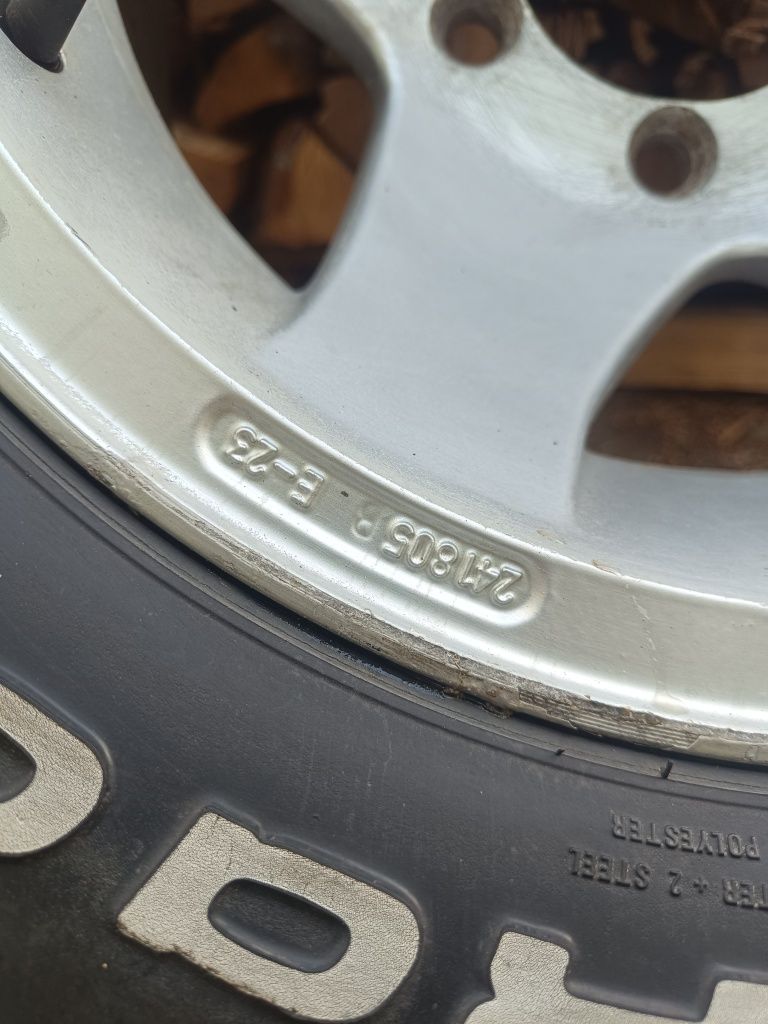 TER + 2 STEEL
POLYESTER
241805 E-23